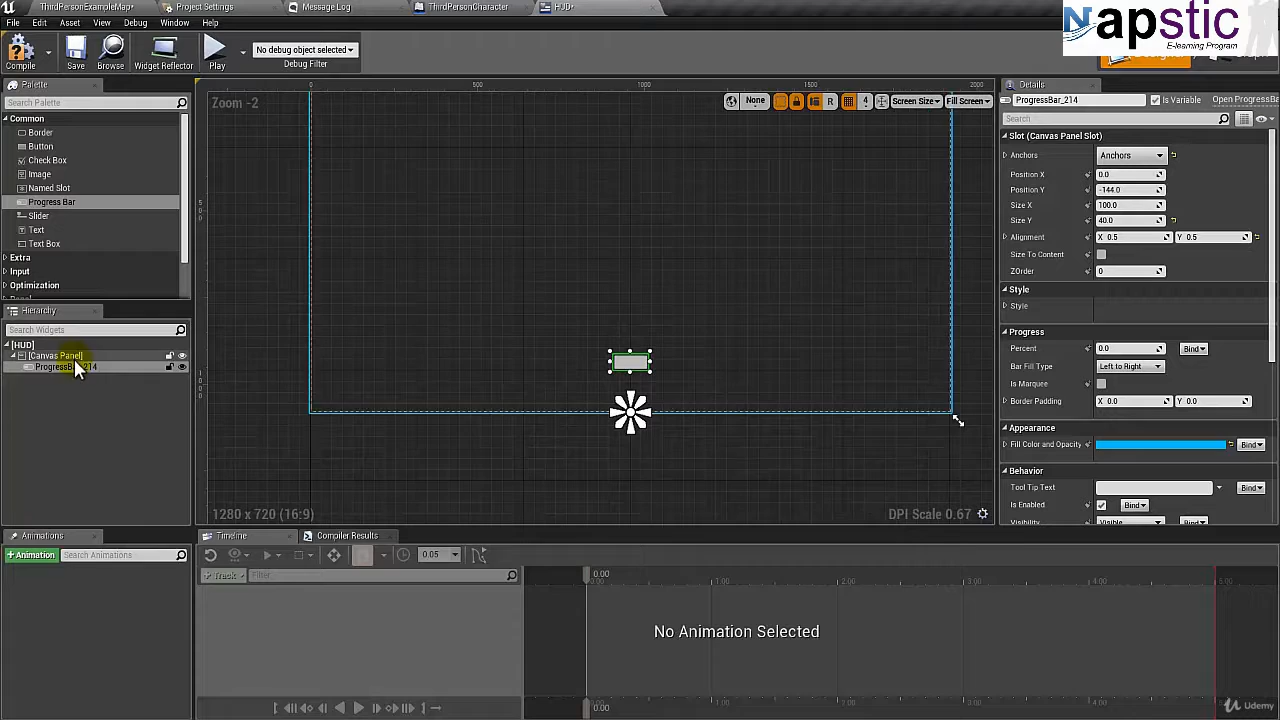 ThirdPersonExampleMap•
Project Settings
Message Log
ThirdPersonCharacter
HUD•
Napstic
E-learning Program
File Edit Asset View Debug Window Help
Compile
Save
Browse
Widget Reflector
Play
No debug object selected
Debug Filter
Palette
Search Palette
Common
Border
Button
Check Box
Image
Named Slot
Progress Bar
Slider
Text
Text Box
Extra
Input
Optimization
Hierarchy
Search Widgets
[HUD]
[Canvas Panel]
ProgressBar_214
Zoom -2
0 500 1000 1500 2000
None
R
4
Screen Size
Fill Screen
1280 x 720 (16:9)
DPI Scale 0.67
Details
ProgressBar_214
Is Variable
Open ProgressBa
Search
Slot (Canvas Panel Slot)
Anchors Anchors
Position X 0.0
Position Y -144.0
Size X 100.0
Size Y 40.0
Alignment X 0.5 Y 0.5
Size To Content
ZOrder 0
Style
Style
Progress
Percent 0.0 Bind
Bar Fill Type Left to Right
Is Marquee
Border Padding X 0.0 Y 0.0
Appearance
Fill Color and Opacity Bind
Behavior
Tool Tip Text Bind
Is Enabled Bind
Visibility Visible Bind
Animations
+Animation
Search Animations
Timeline
Compiler Results
0.05
+Track
Filter
0.00
1.00 2.00 3.00 4.00 5.00
No Animation Selected
0.00
Udemy